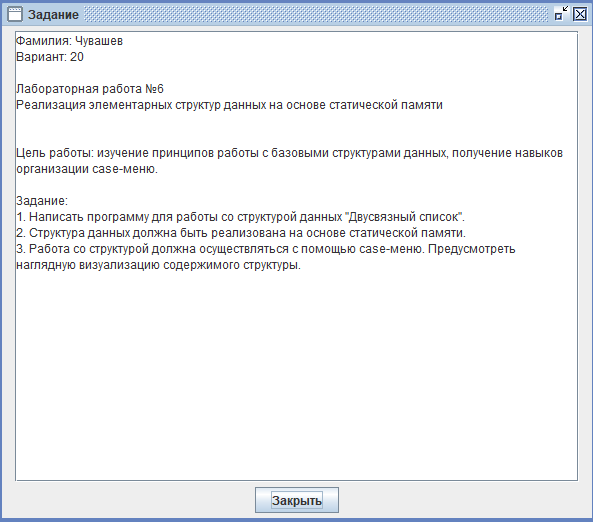 Задание
Фамилия: Чувашев
Вариант: 20
Лабораторная работа №6
Реализация элементарных структур данных на основе статической памяти
Цель работы: изучение принципов работы с базовыми структурами данных, получение навыков
организации case-меню.
Задание:
1. Написать программу для работы со структурой данных "Двусвязный список".
2. Структура данных должна быть реализована на основе статической памяти.
3. Работа со структурой должна осуществляться с помощью case-меню. Предусмотреть
наглядную визуализацию содержимого структуры.
Закрыть